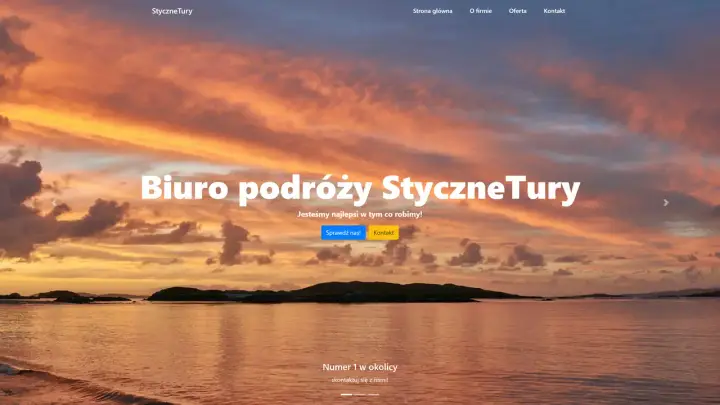 StyczneTury
Strona główna
O firmie
Oferta
Kontakt
Biuro podróży StyczneTury
Jesteśmy najlepsi w tym co robimy!
Sprawdź nas!
Kontakt
Numer 1 w okolicy
skontaktuj się z nami!